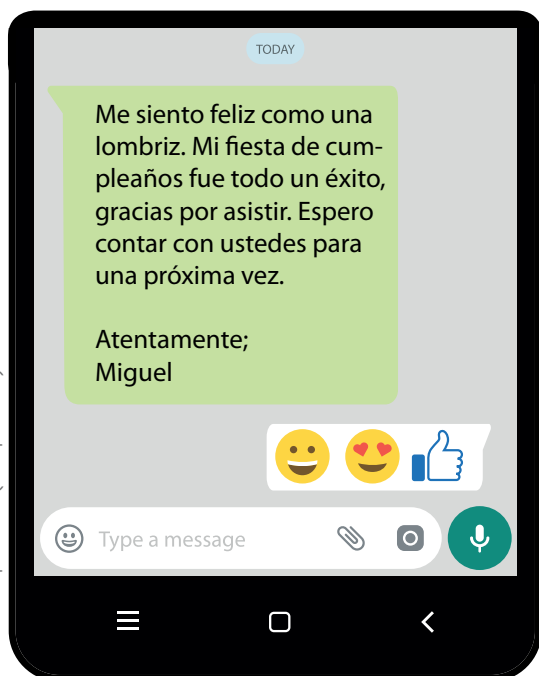 TODAY
Me siento feliz como una
lombriz. Mi fiesta de cum-
pleaños fue todo un éxito,
gracias por asistir. Espero
contar con ustedes para
una próxima vez.
Atentamente;
Miguel
Type a message